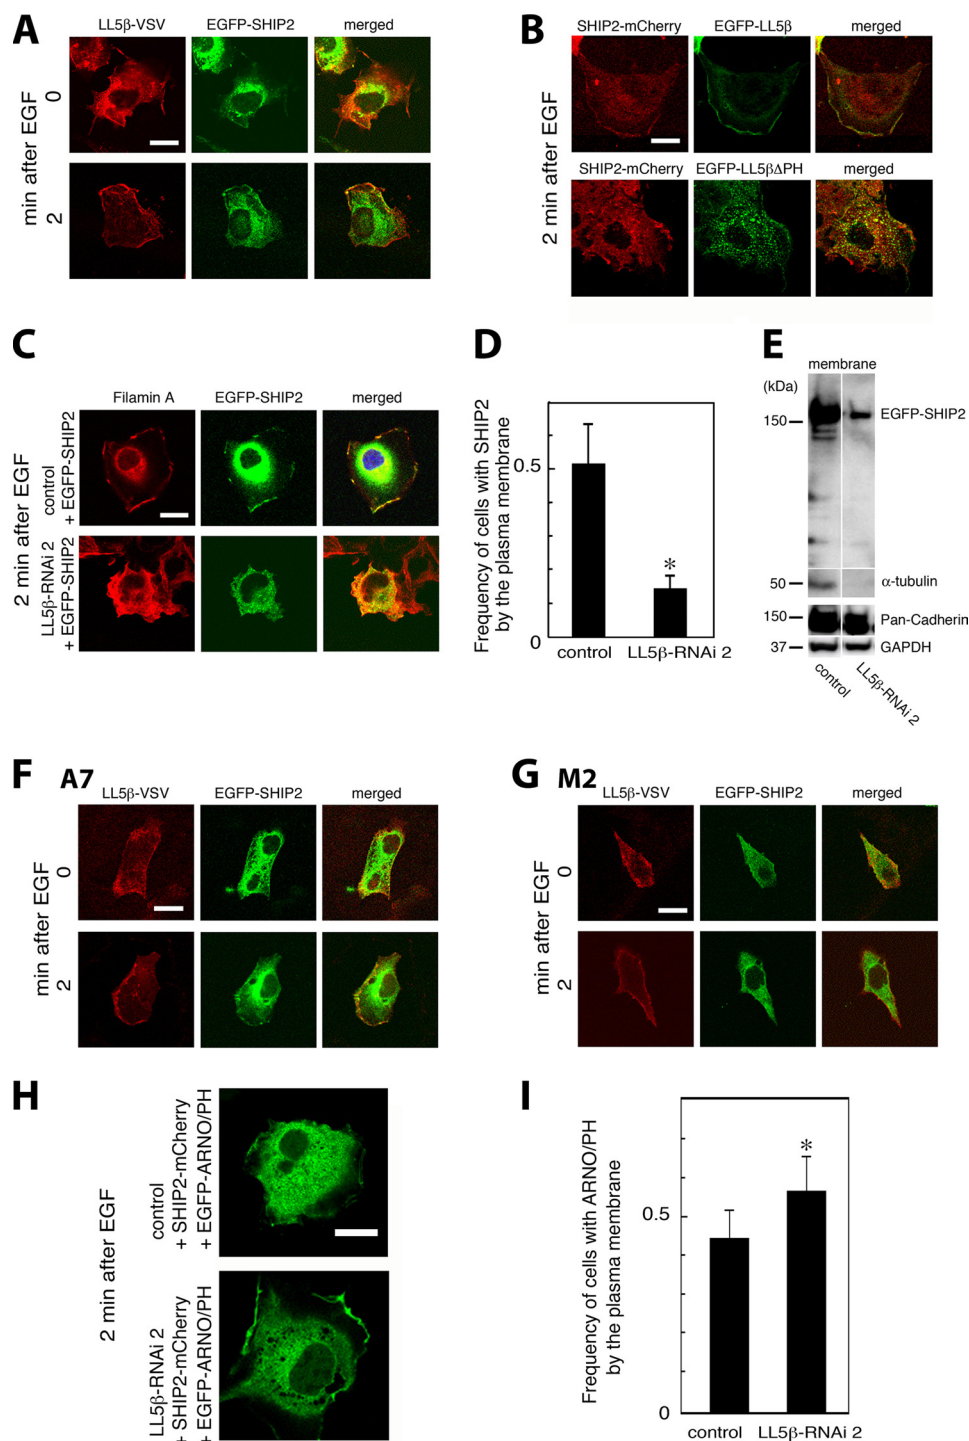 A
LL5β-VSV EGFP-SHIP2 merged
min after EGF
0
2
B
SHIP2-mCherry EGFP-LL5β merged
2 min after EGF
SHIP2-mCherry EGFP-LL5βΔPH merged
C
Filamin A EGFP-SHIP2 merged
2 min after EGF
control
+ EGFP-SHIP2
LL5β-RNAi 2
+ EGFP-SHIP2
D
Frequency of cells with SHIP2
by the plasma membrane
0.5
*
0
control LL5β-RNAi 2
E
membrane
(kDa)
150 EGFP-SHIP2
50 α-tubulin
150 Pan-Cadherin
37 GAPDH
control
LL5β-RNAi 2
F A7
LL5β-VSV EGFP-SHIP2 merged
min after EGF
0
2
G M2
LL5β-VSV EGFP-SHIP2 merged
min after EGF
0
2
H
2 min after EGF
control
+ SHIP2-mCherry
+ EGFP-ARNO/PH
LL5β-RNAi 2
+ SHIP2-mCherry
+ EGFP-ARNO/PH
I
Frequency of cells with ARNO/PH
by the plasma membrane
*
0.5
0
control LL5β-RNAi 2